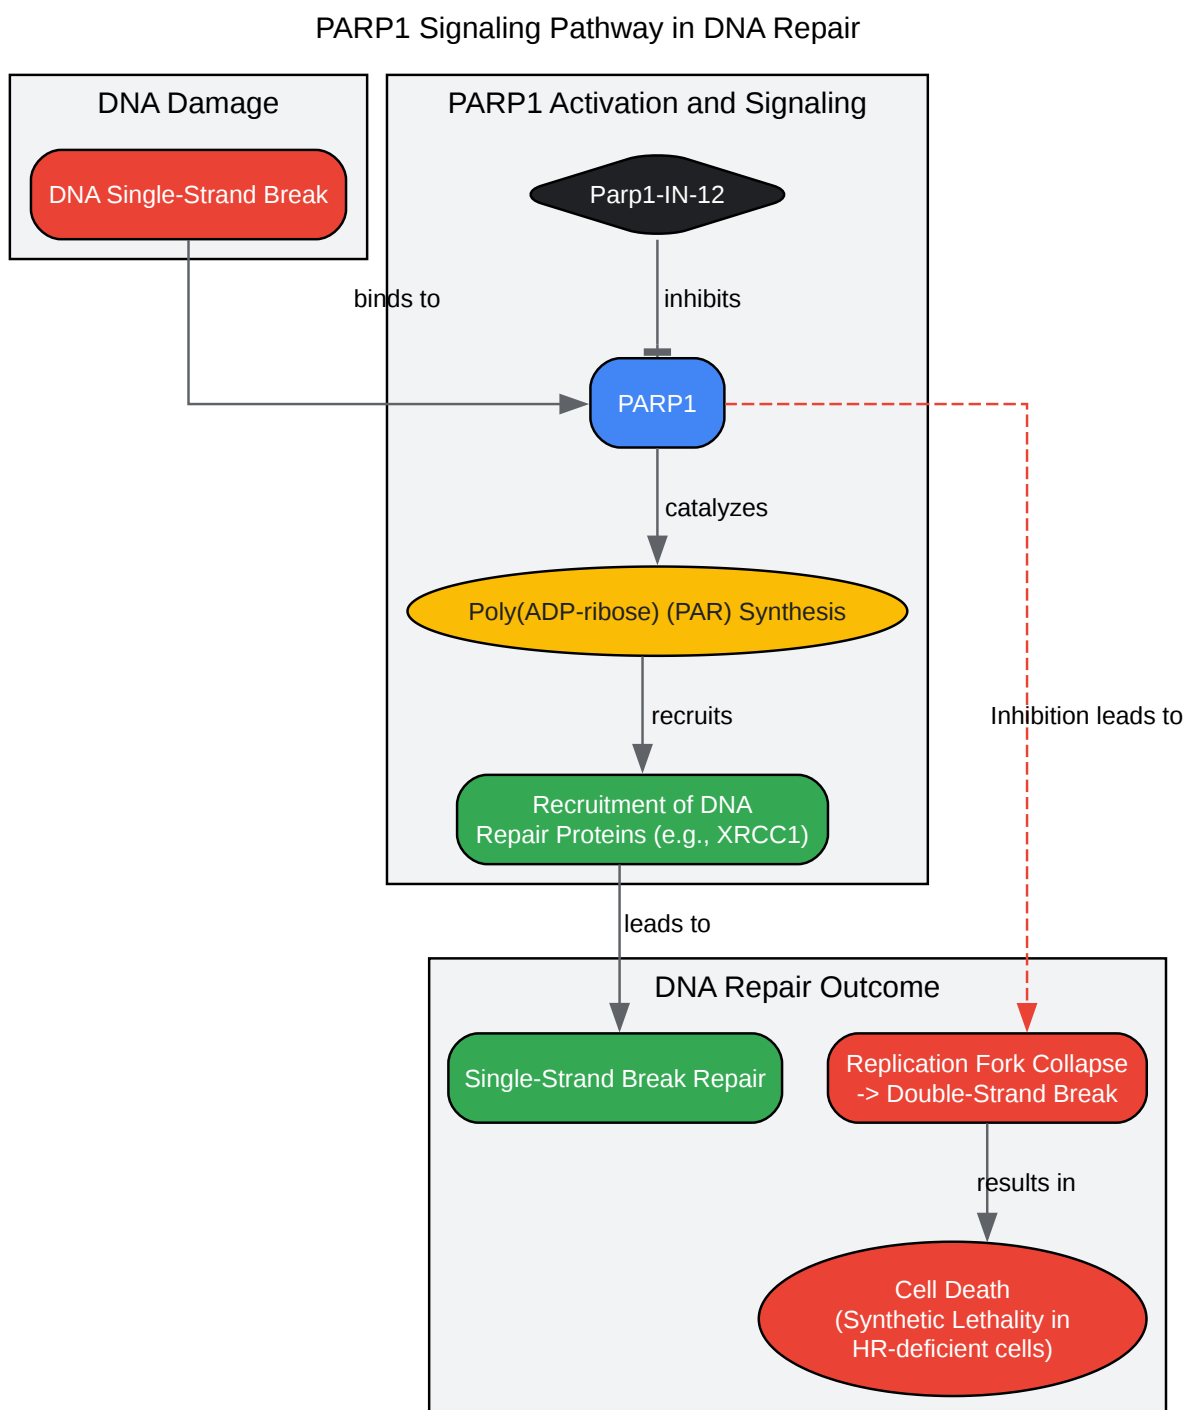 PARP1 Signaling Pathway in DNA Repair
DNA Damage
DNA Single-Strand Break
PARP1 Activation and Signaling
Parp1-IN-12
binds to
inhibits
PARP1
catalyzes
Poly(ADP-ribose) (PAR) Synthesis
recruits
Inhibition leads to
Recruitment of DNA
Repair Proteins (e.g., XRCC1)
leads to
DNA Repair Outcome
Single-Strand Break Repair
Replication Fork Collapse
-> Double-Strand Break
results in
Cell Death
(Synthetic Lethality in
HR-deficient cells)